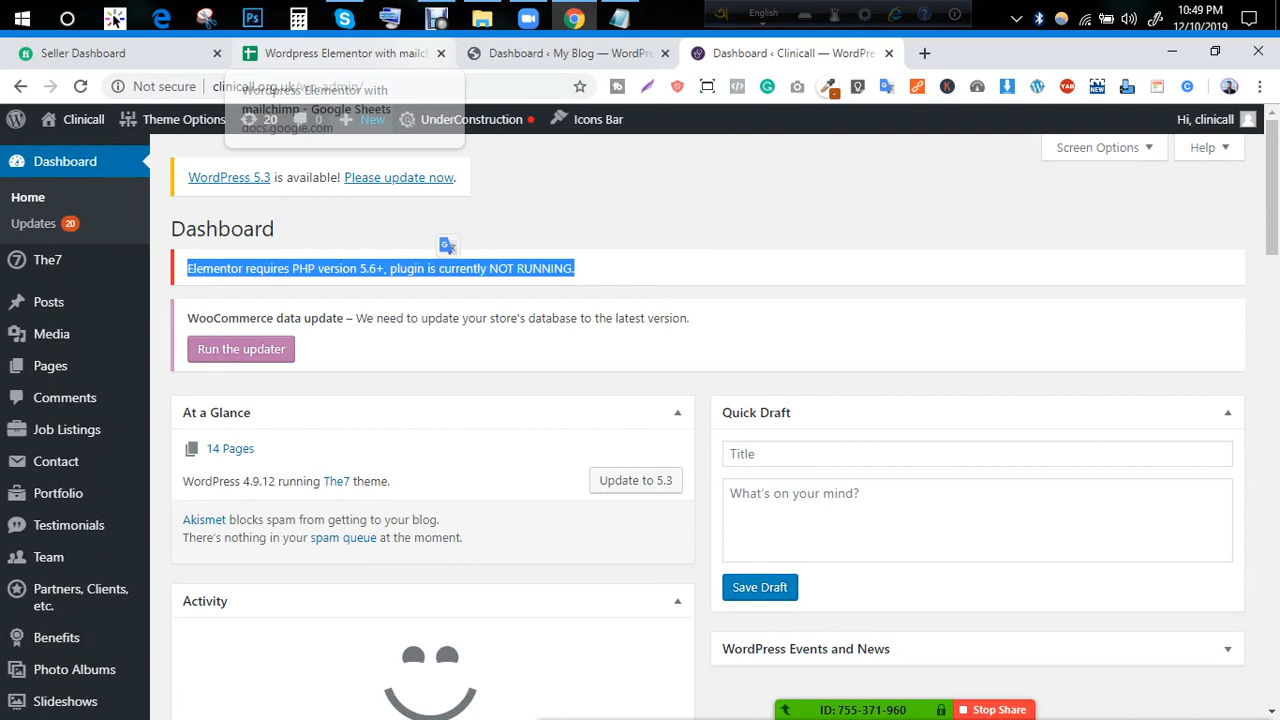 English
10:49 PM
12/10/2019
Seller Dashboard
Wordpress Elementor with mailch
Dashboard ‹ My Blog — WordPre
Dashboard ‹ Clinicall — WordPre
Not secure
clinicall.org.uk/wp-admin/
Wordpress Elementor with
mailchimp - Google Sheets
docs.google.com
Clinicall
Theme Options
20
0
New
UnderConstruction
Icons Bar
Hi, clinicall
Dashboard
Home
Updates 20
The7
Posts
Media
Pages
Comments
Job Listings
Contact
Portfolio
Testimonials
Team
Partners, Clients,
etc.
Benefits
Photo Albums
Slideshows
Screen Options
Help
WordPress 5.3 is available! Please update now.
Dashboard
Elementor requires PHP version 5.6+, plugin is currently NOT RUNNING.
WooCommerce data update – We need to update your store's database to the latest version.
Run the updater
At a Glance
14 Pages
WordPress 4.9.12 running The7 theme.
Update to 5.3
Akismet blocks spam from getting to your blog.
There's nothing in your spam queue at the moment.
Activity
Quick Draft
Title
What's on your mind?
Save Draft
WordPress Events and News
ID: 755-371-960
Stop Share